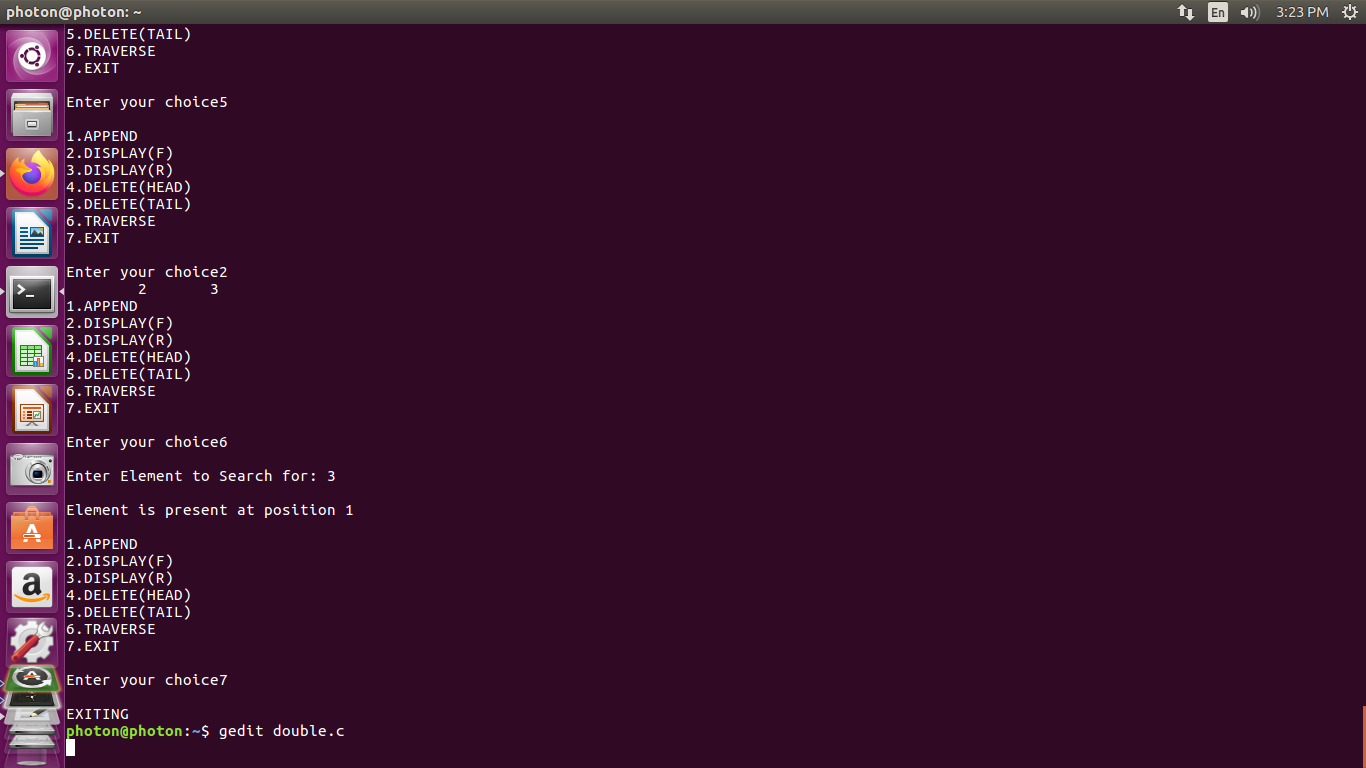 photon@photon: ~
En
3:23 PM
5.DELETE(TAIL)
6.TRAVERSE
7.EXIT
Enter your choice5
1.APPEND
2.DISPLAY(F)
3.DISPLAY(R)
4.DELETE(HEAD)
5.DELETE(TAIL)
6.TRAVERSE
7.EXIT
Enter your choice2
2 3
1.APPEND
2.DISPLAY(F)
3.DISPLAY(R)
4.DELETE(HEAD)
5.DELETE(TAIL)
6.TRAVERSE
7.EXIT
Enter your choice6
Enter Element to Search for: 3
Element is present at position 1
1.APPEND
2.DISPLAY(F)
3.DISPLAY(R)
4.DELETE(HEAD)
5.DELETE(TAIL)
6.TRAVERSE
7.EXIT
Enter your choice7
EXITING
photon@photon:~$ gedit double.c